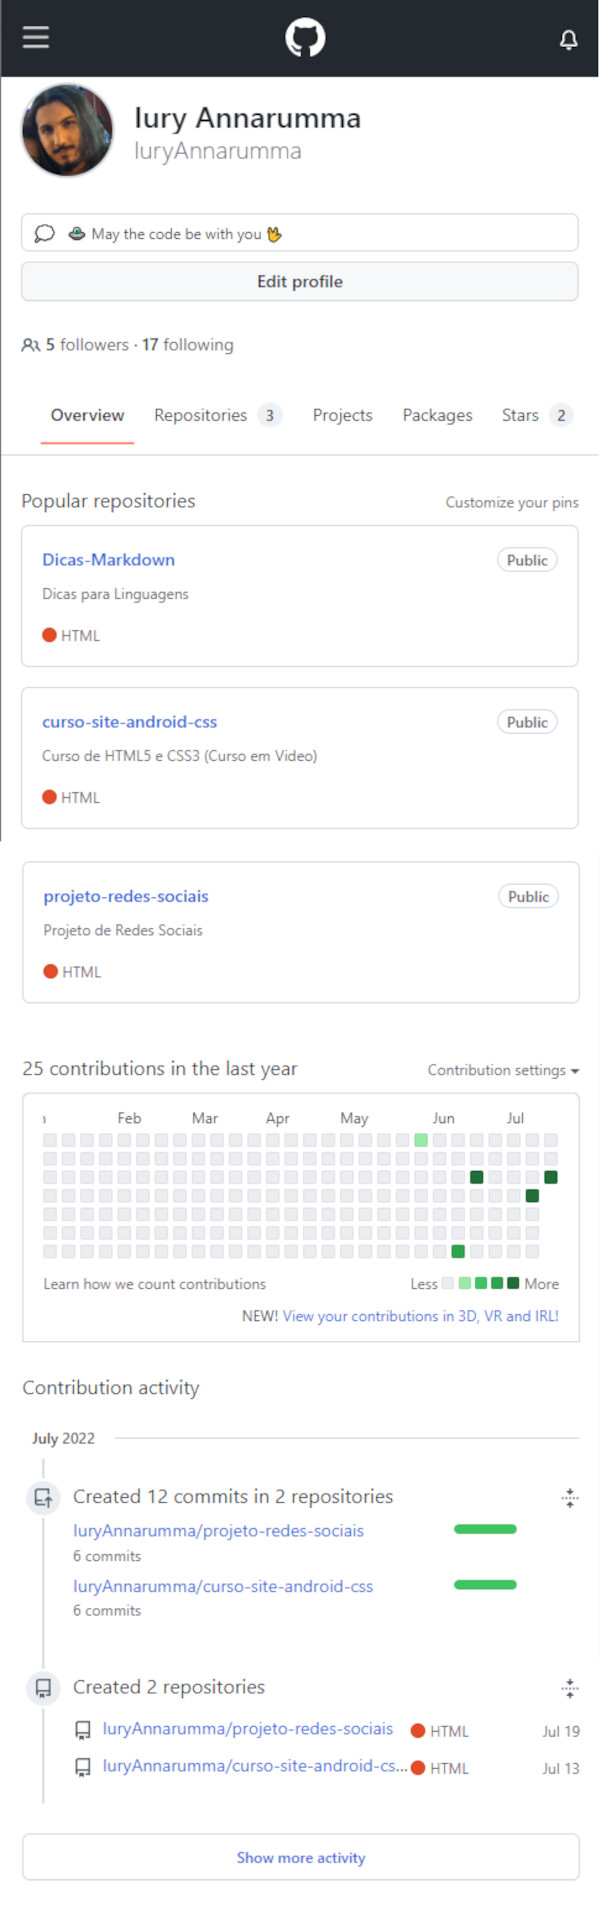 Iury Annarumma
IuryAnnarumma
May the code be with you
Edit profile
5 followers · 17 following
Overview Repositories 3 Projects Packages Stars 2
Popular repositories Customize your pins
Dicas-Markdown Public
Dicas para Linguagens
HTML
curso-site-android-css Public
Curso de HTML5 e CSS3 (Curso em Video)
HTML
projeto-redes-sociais Public
Projeto de Redes Sociais
HTML
25 contributions in the last year Contribution settings
Feb Mar Apr May Jun Jul
Learn how we count contributions Less More
NEW! View your contributions in 3D, VR and IRL!
Contribution activity
July 2022
Created 12 commits in 2 repositories
IuryAnnarumma/projeto-redes-sociais
6 commits
IuryAnnarumma/curso-site-android-css
6 commits
Created 2 repositories
IuryAnnarumma/projeto-redes-sociais HTML Jul 19
IuryAnnarumma/curso-site-android-cs... HTML Jul 13
Show more activity